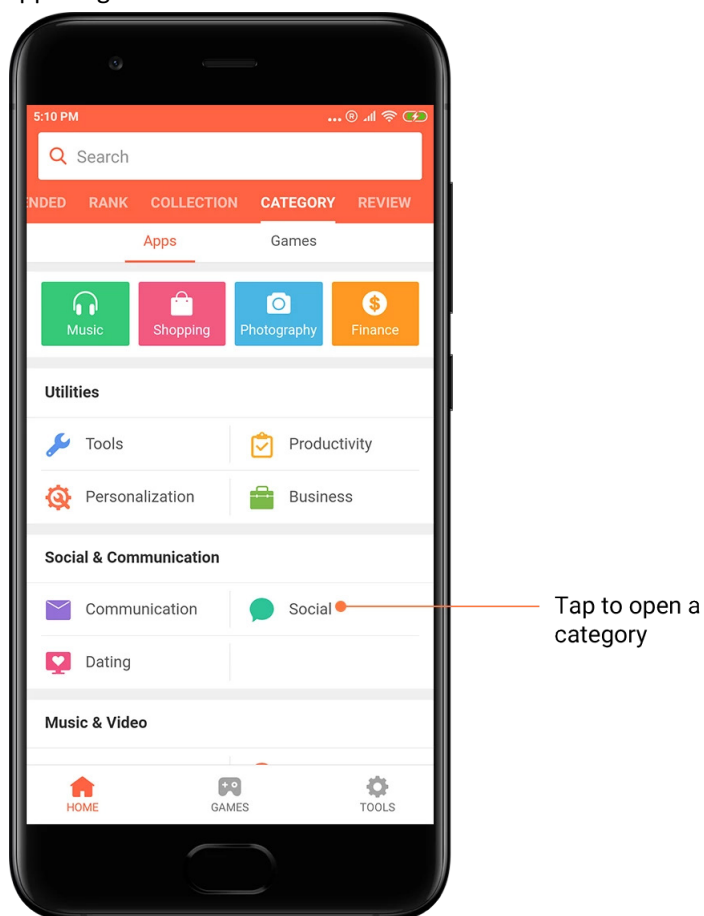 5:10 PM
Search
NDED RANK COLLECTION CATEGORY REVIEW
Apps Games
Music Shopping Photography Finance
Utilities
Tools Productivity
Personalization Business
Social & Communication
Communication Social
Tap to open a
category
Dating
Music & Video
HOME GAMES TOOLS